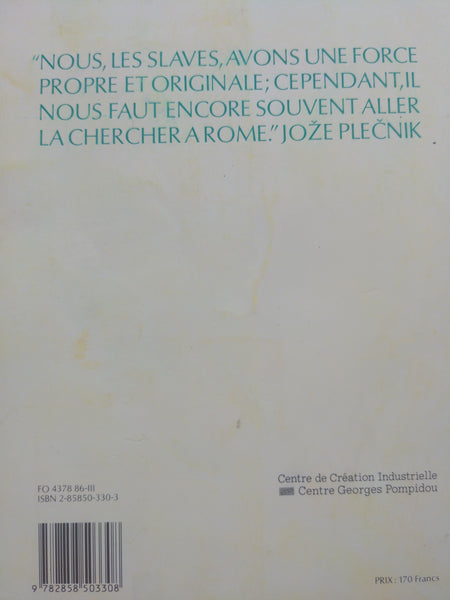 “NOUS, LES SLAVES, AVONS UNE FORCE
PROPRE ET ORIGINALE; CEPENDANT, IL
NOUS FAUT ENCORE SOUVENT ALLER
LA CHERCHER A ROME.” JOŽE PLEČNIK
FO 4378 86-III
ISBN 2-85850-330-3
Centre de Création Industrielle
Centre Georges Pompidou
9 782858 503308
PRIX : 170 Francs